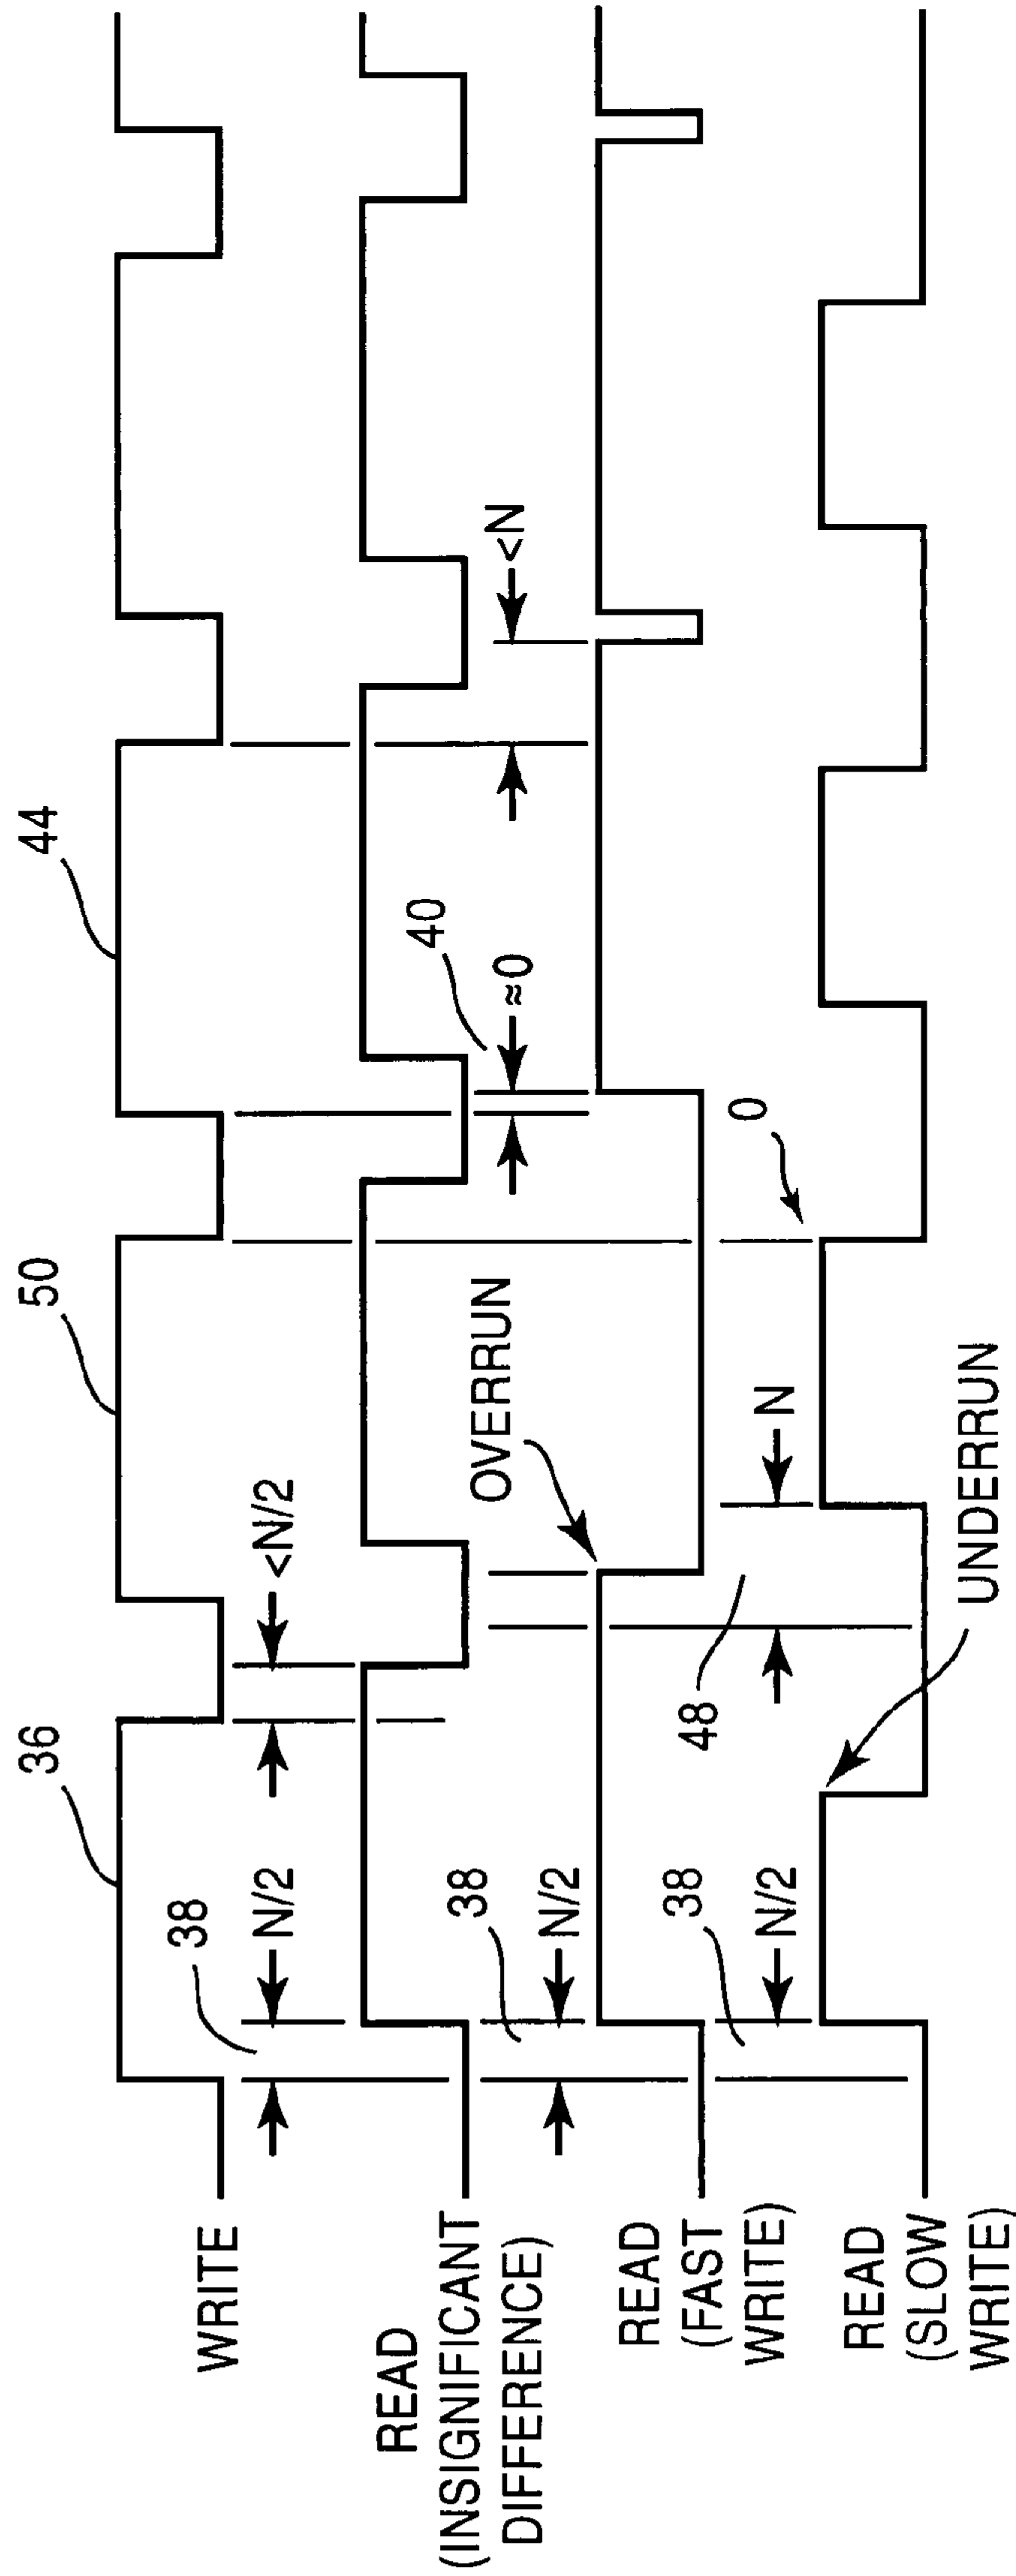 36
50
44
WRITE
38
N/2
<N/2
READ
(INSIGNIFICANT
DIFFERENCE)
38
N/2
OVERRUN
40
≈0
<N
READ
(FAST
WRITE)
38
N/2
48
N
0
READ
(SLOW
WRITE)
UNDERRUN